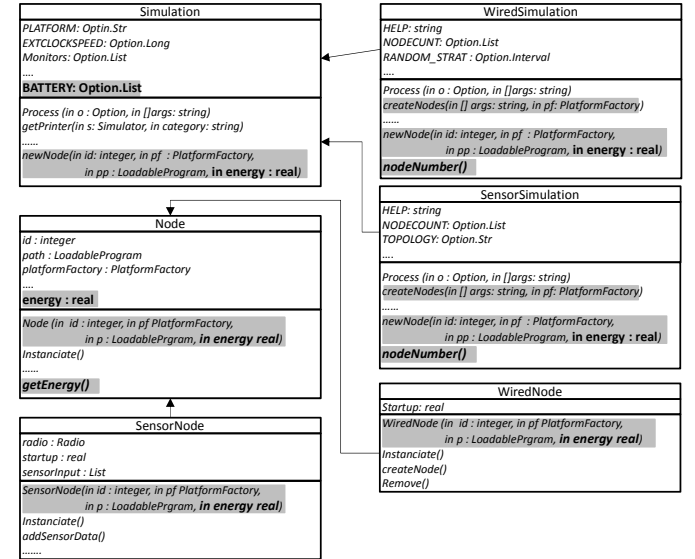 Simulation
PLATFORM: Optin.Str
EXTCLOCKSPEED: Option.Long
Monitors: Option.List
....
BATTERY: Option.List
Process (in o : Option, in []args: string)
getPrinter(in s: Simulator, in category: string)
......
newNode(in id: integer, in pf : PlatformFactory,
in pp : LoadableProgram, in energy : real)
Node
id : integer
path : LoadableProgram
platformFactory : PlatformFactory
....
energy : real
Node (in id : integer, in pf PlatformFactory,
in p : LoadablePrgram, in energy real)
Instanciate()
......
getEnergy()
SensorNode
radio : Radio
startup : real
sensorInput : List
SensorNode(in id : integer, in pf PlatformFactory,
in p : LoadablePrgram, in energy real)
Instanciate()
addSensorData()
.......
WiredSimulation
HELP: string
NODECUNT: Option.List
RANDOM_STRAT : Option.Interval
....
Process (in o : Option, in []args: string)
createNodes(in [] args: string, in pf: PlatformFactory)
......
newNode(in id: integer, in pf : PlatformFactory,
in pp : LoadableProgram, in energy : real)
nodeNumber()
SensorSimulation
HELP: string
NODECOUNT: Option.List
TOPOLOGY: Option.Str
....
Process (in o : Option, in []args: string)
createNodes(in [] args: string, in pf: PlatformFactory)
......
newNode(in id: integer, in pf : PlatformFactory,
in pp : LoadableProgram, in energy : real)
nodeNumber()
WiredNode
Startup: real
WiredNode (in id : integer, in pf PlatformFactory,
in p : LoadablePrgram, in energy real)
Instanciate()
createNode()
Remove()